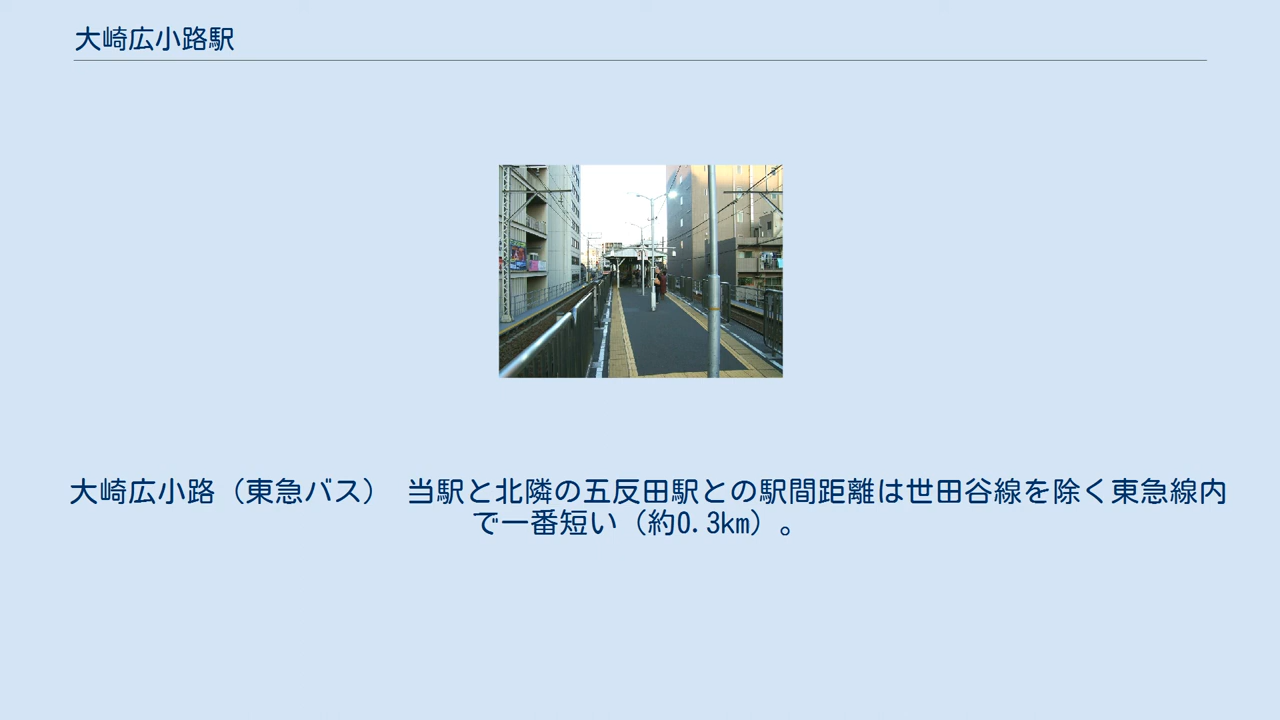 大崎広小路駅
大崎広小路（東急バス） 当駅と北隣の五反田駅との駅間距離は世田谷線を除く東急線内
で一番短い（約0.3km）。